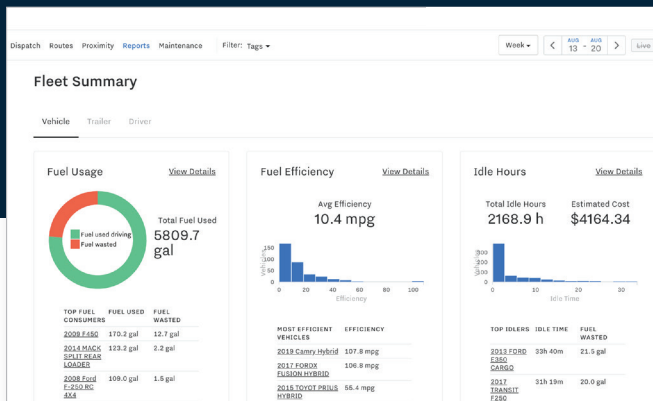 Dispatch Routes Proximity Reports Maintenance Filter: Tags Week AUG 13 - AUG 20 Live
Fleet Summary
Vehicle Trailer Driver
Fuel Usage View Details
Fuel used driving
Fuel wasted
Total Fuel Used
5809.7
gal
TOP FUEL CONSUMERS FUEL USED FUEL WASTED
2009 F450 170.2 gal 12.7 gal
2014 MACK SPLIT REAR LOADER 123.2 gal 2.2 gal
2008 Ford F-250 RC 4X4 109.0 gal 1.5 gal
Fuel Efficiency View Details
Avg Efficiency
10.4 mpg
Vehicles
150
100
50
0
0 20 40 60 80 100
Efficiency
MOST EFFICIENT VEHICLES EFFICIENCY
2019 Camry Hybrid 107.8 mpg
2017 FORDX FUSION HYBRID 106.8 mpg
2015 TOYOT PRIUS HYBRID 55.4 mpg
Idle Hours View Details
Total Idle Hours Estimated Cost
2168.9 h $4164.34
Vehicles
300
200
100
0
0 10 20 30
Idle Time
TOP IDLERS IDLE TIME FUEL WASTED
2013 FORD E350 CARGO 33h 40m 21.5 gal
2017 TRANSIT F250 31h 19m 20.0 gal